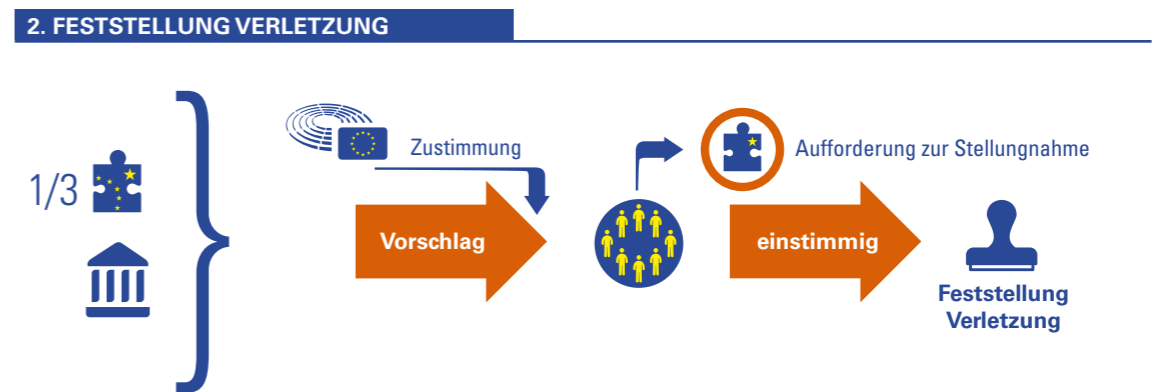 2. FESTSTELLUNG VERLETZUNG
1/3
Zustimmung
Vorschlag
Aufforderung zur Stellungnahme
einstimmig
Feststellung
Verletzung